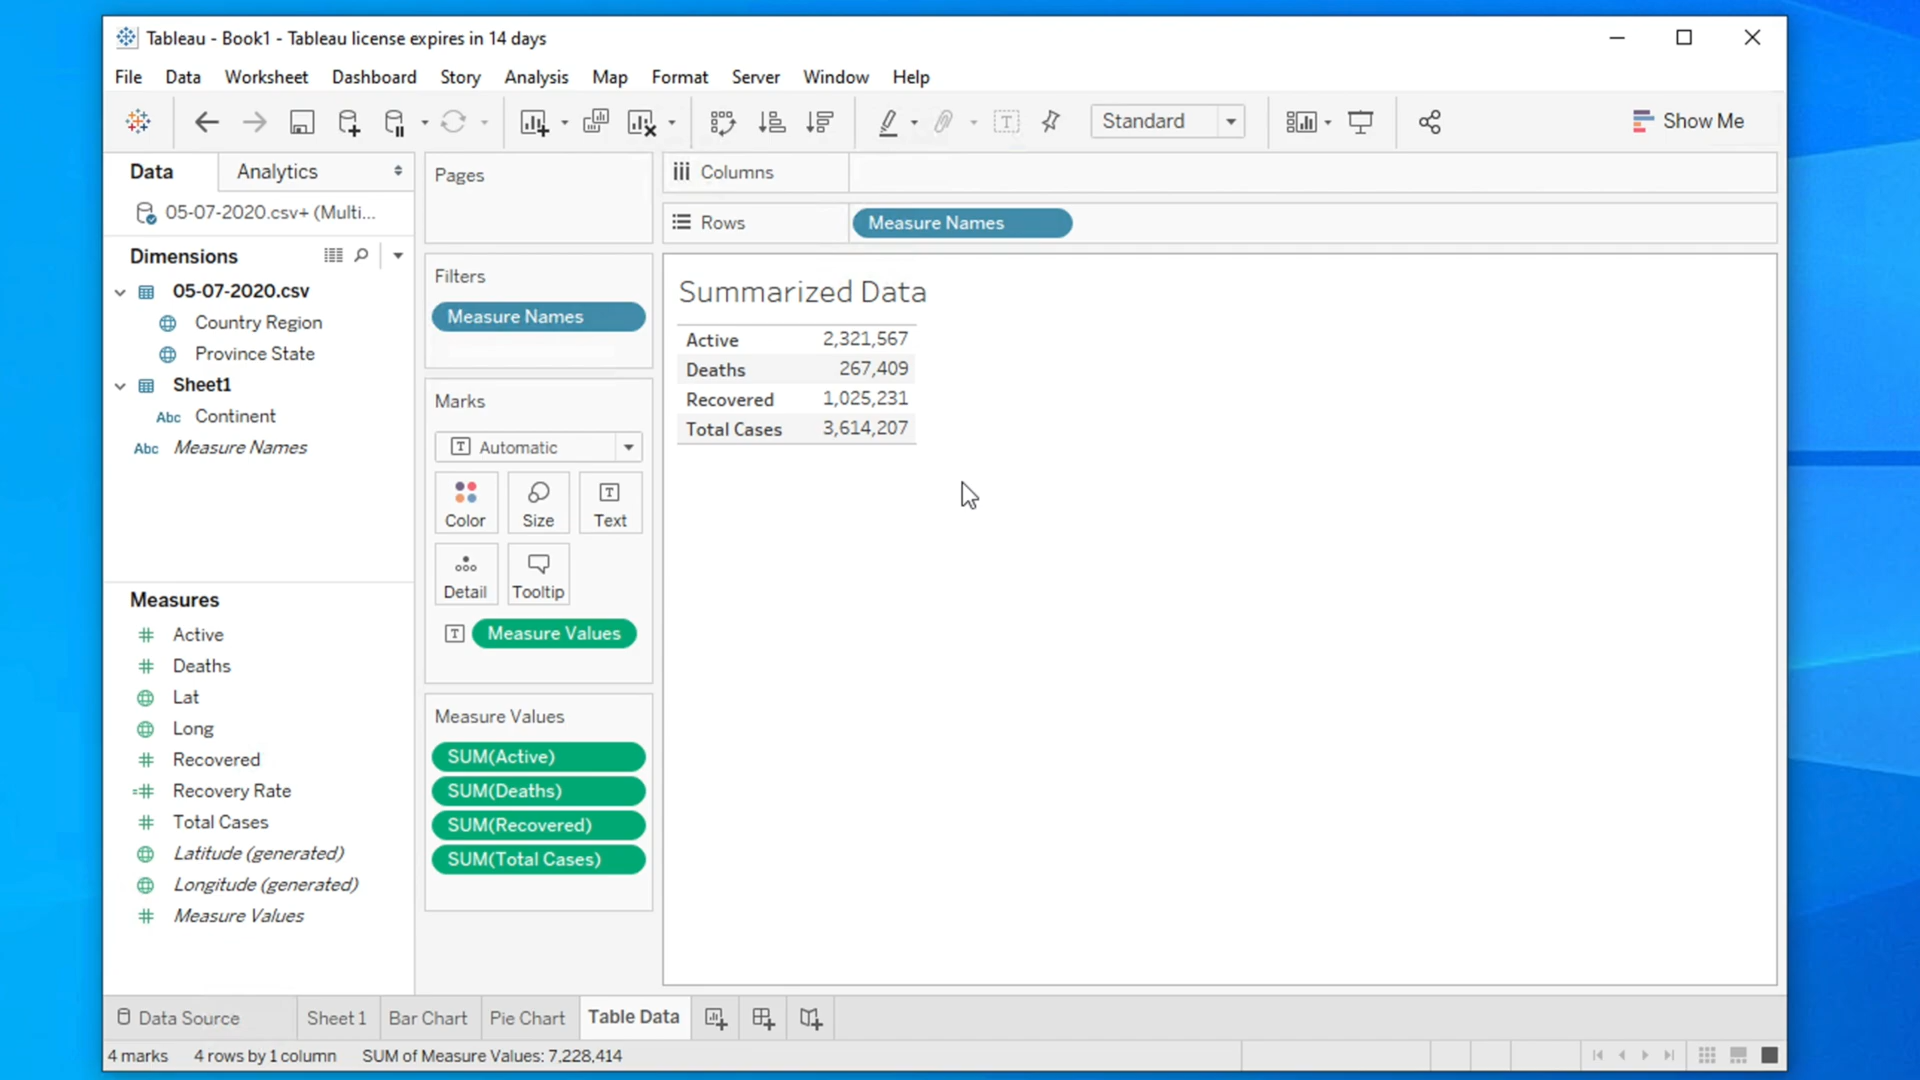 Tableau - Book1 - Tableau license expires in 14 days
File Data Worksheet Dashboard Story Analysis Map Format Server Window Help
Standard
Show Me
Data Analytics
05-07-2020.csv+ (Multi...
Dimensions
05-07-2020.csv
Country Region
Province State
Sheet1
Abc Continent
Abc Measure Names
Measures
Active
Deaths
Lat
Long
Recovered
Recovery Rate
Total Cases
Latitude (generated)
Longitude (generated)
Measure Values
Pages
Filters
Measure Names
Marks
Automatic
Color Size Text
Detail Tooltip
Measure Values
Measure Values
SUM(Active)
SUM(Deaths)
SUM(Recovered)
SUM(Total Cases)
Columns
Rows Measure Names
Summarized Data
Active 2,321,567
Deaths 267,409
Recovered 1,025,231
Total Cases 3,614,207
Data Source Sheet 1 Bar Chart Pie Chart Table Data
4 marks 4 rows by 1 column SUM of Measure Values: 7,228,414